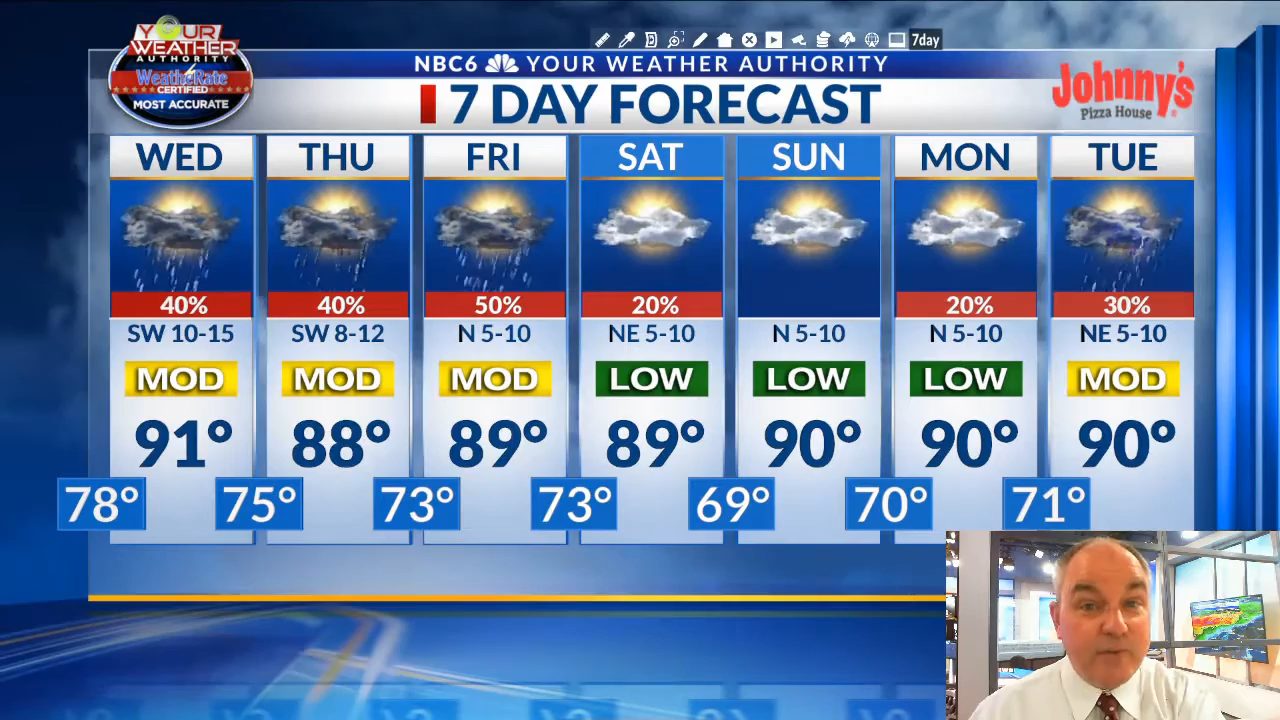 YOUR
WEATHER
AUTHORITY
WeatheRate
CERTIFIED
MOST ACCURATE
7day
NBC6 YOUR WEATHER AUTHORITY
7 DAY FORECAST
Johnny's
Pizza House
WED THU FRI SAT SUN MON TUE
40% 40% 50% 20% 20% 30%
SW 10-15 SW 8-12 N 5-10 NE 5-10 N 5-10 N 5-10 NE 5-10
MOD MOD MOD LOW LOW LOW MOD
91° 88° 89° 89° 90° 90° 90°
78° 75° 73° 73° 69° 70° 71°